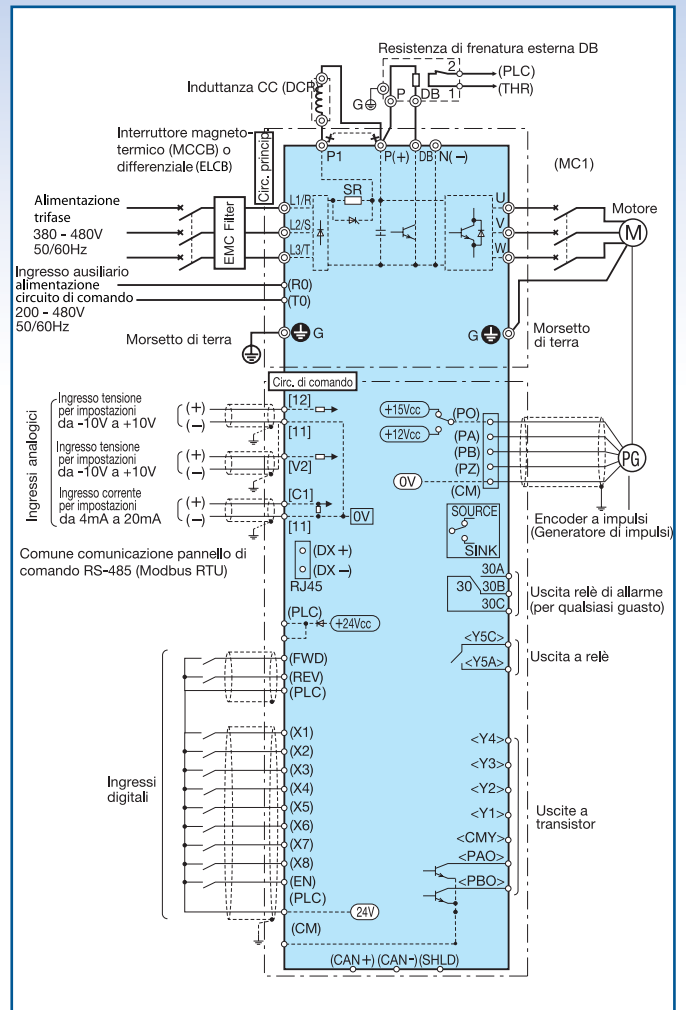 Resistenza di frenatura esterna DB
2
(PLC)
Induttanza CC (DCR)
G
P
DB
1
(THR)
Interruttore magneto-
termico (MCCB) o
differenziale (ELCB)
Circ. princip.
P1
P(+)
DB
N(-)
(MC1)
SR
Alimentazione
trifase
380 - 480V
50/60Hz
EMC Filter
L1/R
L2/S
L3/T
U
V
W
Motore
M
Ingresso ausiliario
alimentazione
circuito di comando
200 - 480V
50/60Hz
(R0)
(T0)
Morsetto di terra
G
G
Morsetto
di terra
Circ. di comando
Ingressi analogici
Ingresso tensione
per impostazioni
da -10V a +10V
(+)
(-)
[12]
[11]
Ingresso tensione
per impostazioni
da -10V a +10V
(+)
(-)
[V2]
Ingresso corrente
per impostazioni
da 4mA a 20mA
(+)
(-)
[C1]
[11]
0V
+15Vcc
+12Vcc
(PO)
(PA)
(PB)
(PZ)
(CM)
0V
PG
Encoder a impulsi
(Generatore di impulsi)
SOURCE
SINK
Comune comunicazione pannello di
comando RS-485 (Modbus RTU)
(DX+)
(DX-)
RJ45
30A
30
30B
30C
Uscita relè di allarme
(per qualsiasi guasto)
(PLC)
+24Vcc
<Y5C>
<Y5A>
Uscita a relè
(FWD)
(REV)
(PLC)
Ingressi
digitali
(X1)
(X2)
(X3)
(X4)
(X5)
(X6)
(X7)
(X8)
(EN)
(PLC)
24V
(CM)
<Y4>
<Y3>
<Y2>
<Y1>
<CMY>
<PAO>
<PBO>
Uscite a
transistor
(CAN+) (CAN-) (SHLD)